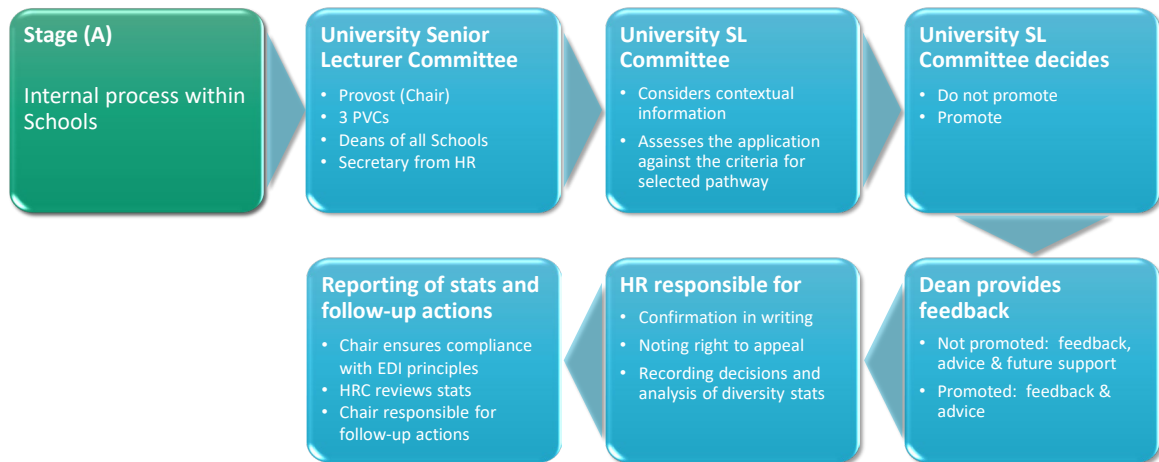 Stage (A)
Internal process within
Schools
University Senior
Lecturer Committee
• Provost (Chair)
• 3 PVCs
• Deans of all Schools
• Secretary from HR
University SL
Committee
• Considers contextual
information
• Assesses the application
against the criteria for
selected pathway
University SL
Committee decides
• Do not promote
• Promote
Dean provides
feedback
• Not promoted: feedback,
advice & future support
• Promoted: feedback &
advice
HR responsible for
• Confirmation in writing
• Noting right to appeal
• Recording decisions and
analysis of diversity stats
Reporting of stats and
follow-up actions
• Chair ensures compliance
with EDI principles
• HRC reviews stats
• Chair responsible for
follow-up actions